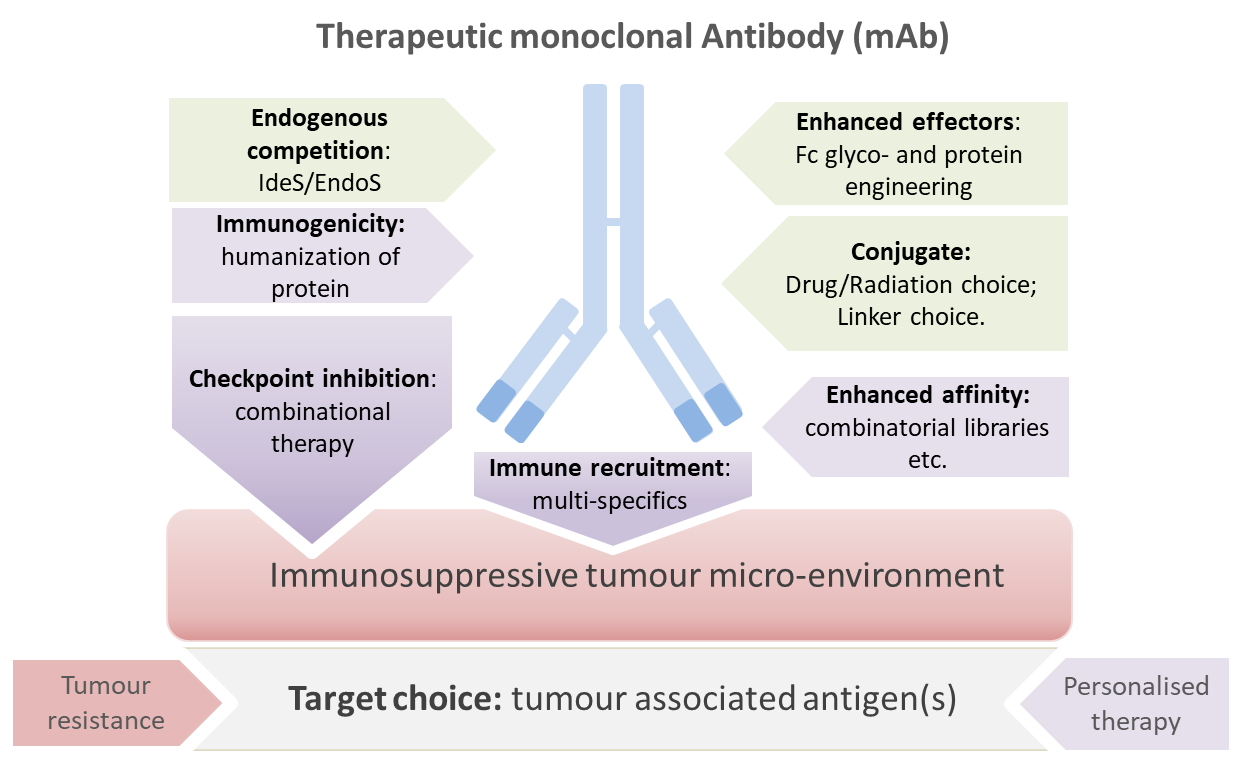 Therapeutic monoclonal Antibody (mAb)
Endogenous
competition:
IdeS/EndoS
Immunogenicity:
humanization of
protein
Checkpoint inhibition:
combinational
therapy
Enhanced effectors:
Fc glyco- and protein
engineering
Conjugate:
Drug/Radiation choice;
Linker choice.
Enhanced affinity:
combinatorial libraries
etc.
Immune recruitment:
multi-specifics
Immunosuppressive tumour micro-environment
Tumour
resistance
Target choice: tumour associated antigen(s)
Personalised
therapy